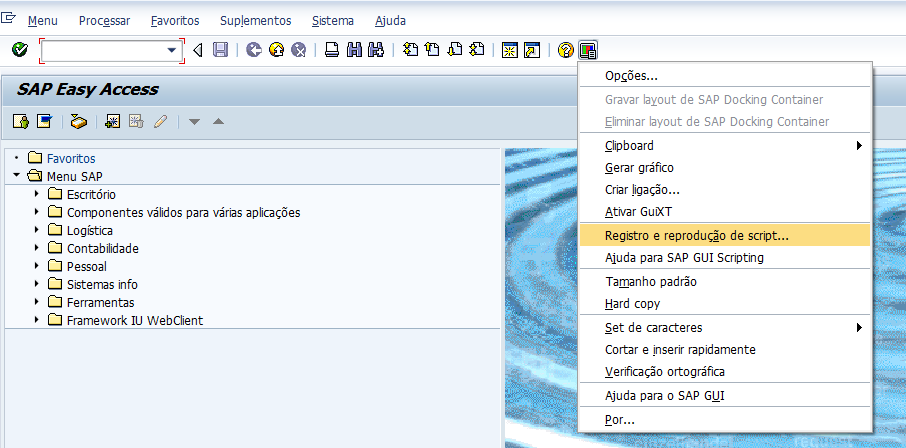 Menu Processar Favoritos Suplementos Sistema Ajuda
SAP Easy Access
Favoritos
Menu SAP
Escritório
Componentes válidos para várias aplicações
Logística
Contabilidade
Pessoal
Sistemas info
Ferramentas
Framework IU WebClient
Opções...
Gravar layout de SAP Docking Container
Eliminar layout de SAP Docking Container
Clipboard
Gerar gráfico
Criar ligação...
Ativar GuiXT
Registro e reprodução de script...
Ajuda para SAP GUI Scripting
Tamanho padrão
Hard copy
Set de caracteres
Cortar e inserir rapidamente
Verificação ortográfica
Ajuda para o SAP GUI
Por...